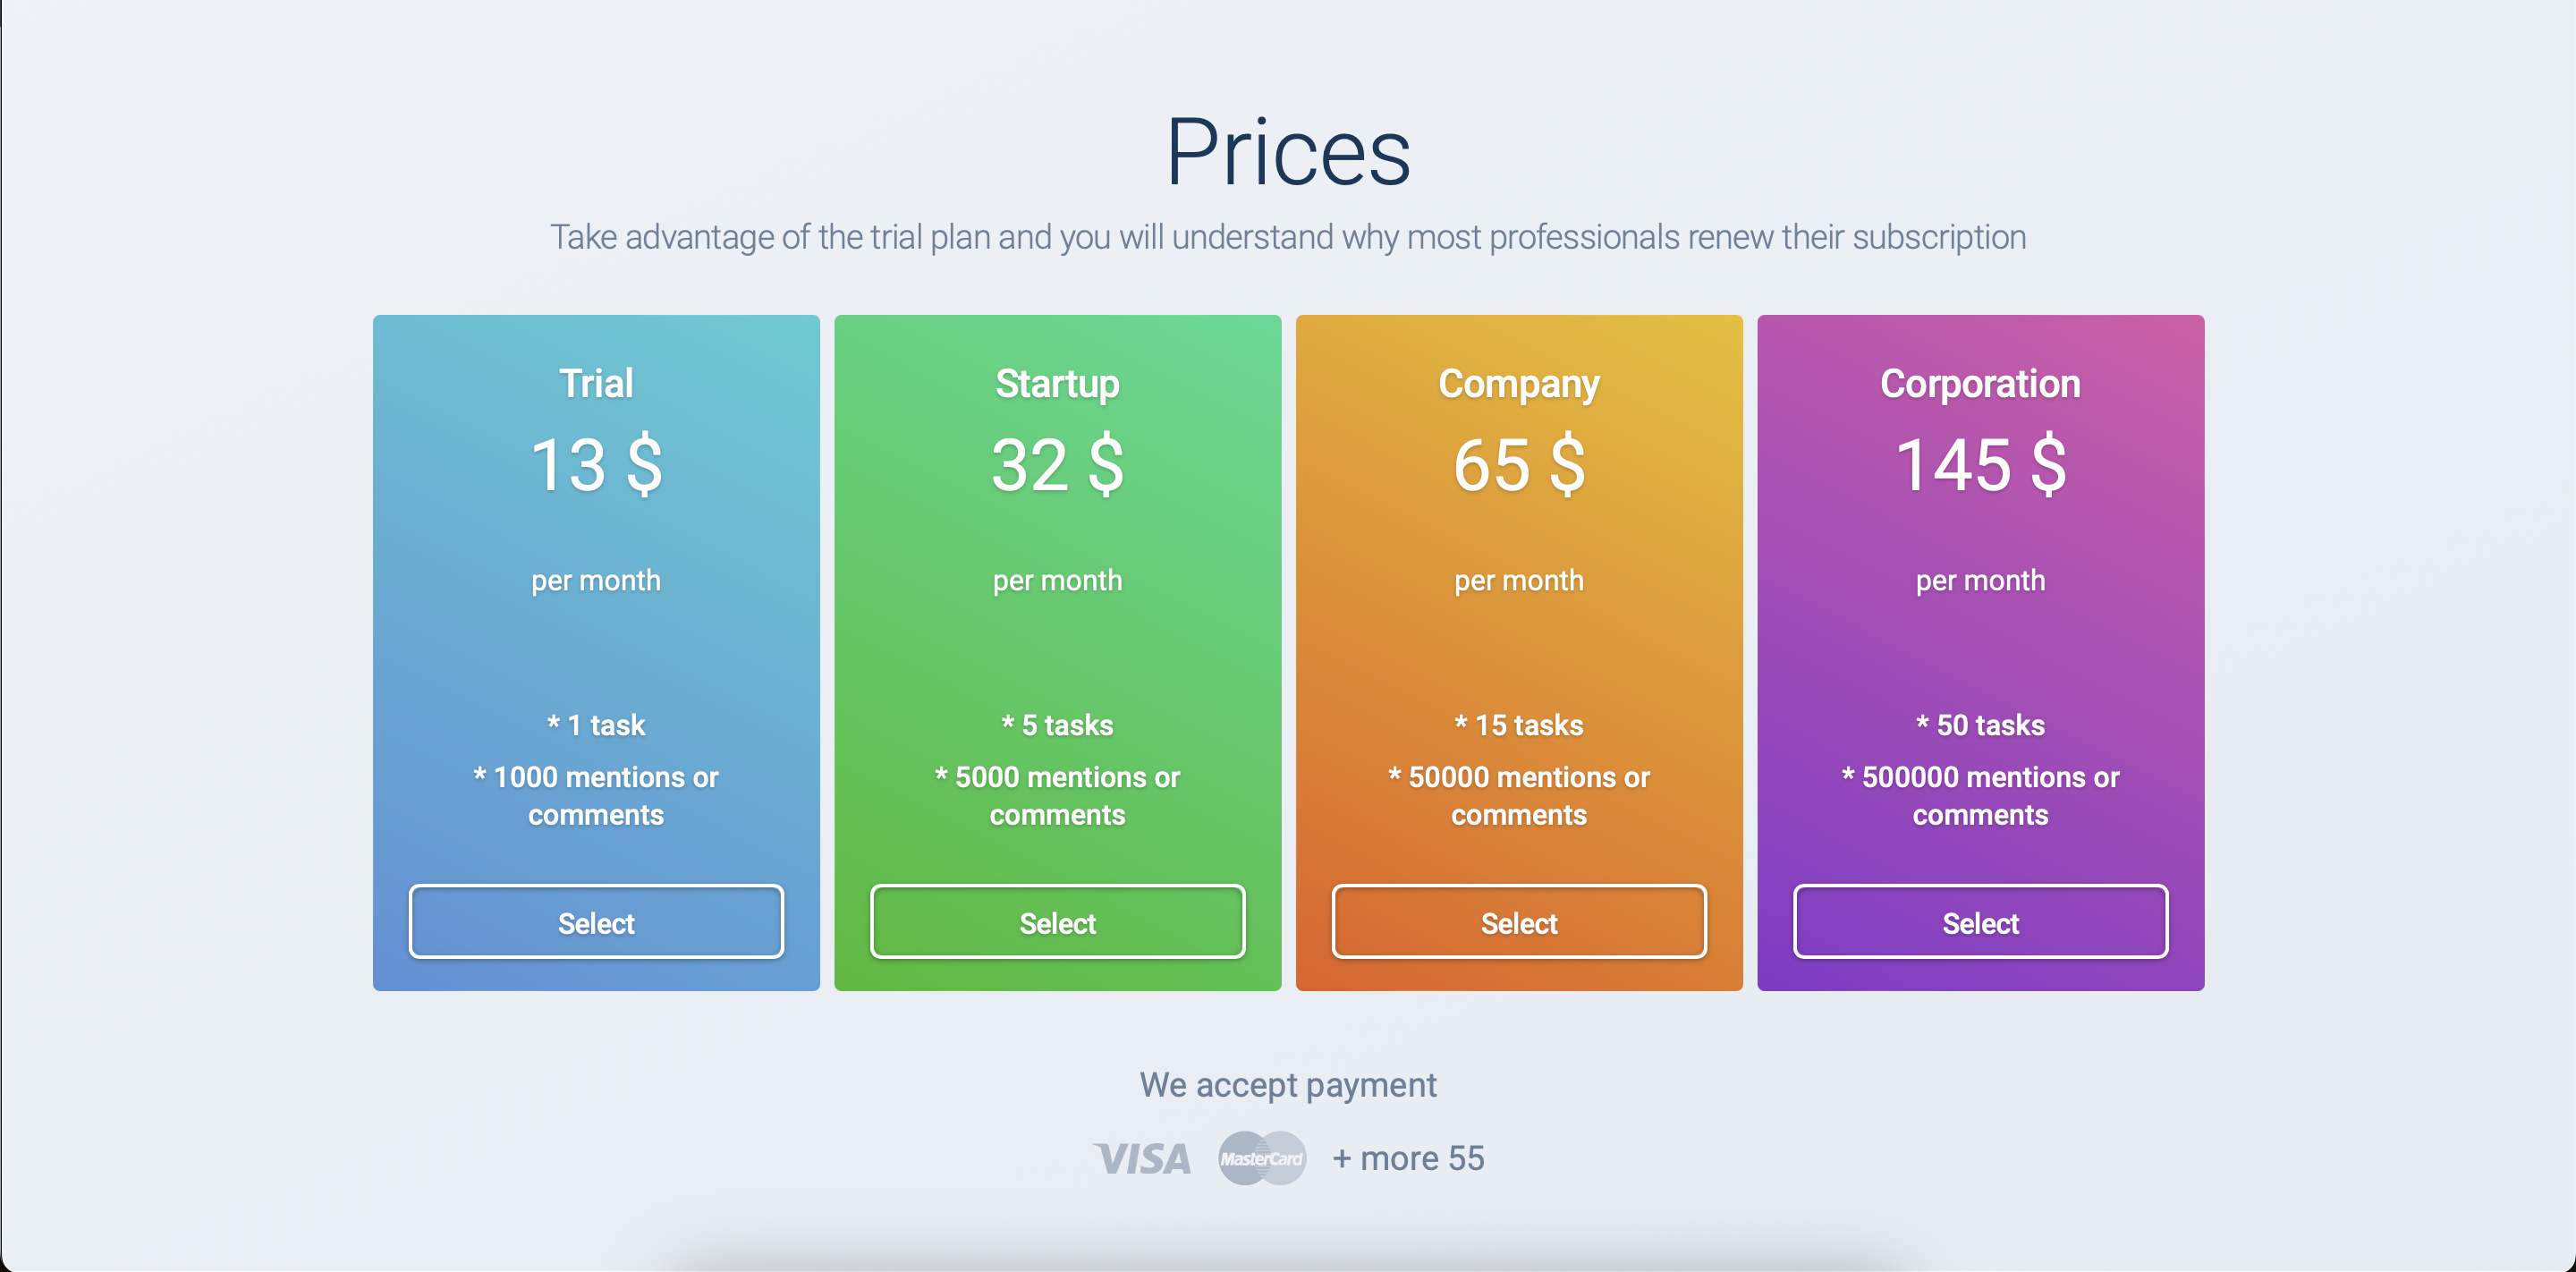 Prices
Take advantage of the trial plan and you will understand why most professionals renew their subscription
Trial
13 $
per month
* 1 task
* 1000 mentions or
comments
Select
Startup
32 $
per month
* 5 tasks
* 5000 mentions or
comments
Select
Company
65 $
per month
* 15 tasks
* 50000 mentions or
comments
Select
Corporation
145 $
per month
* 50 tasks
* 500000 mentions or
comments
Select
We accept payment
VISA MasterCard + more 55